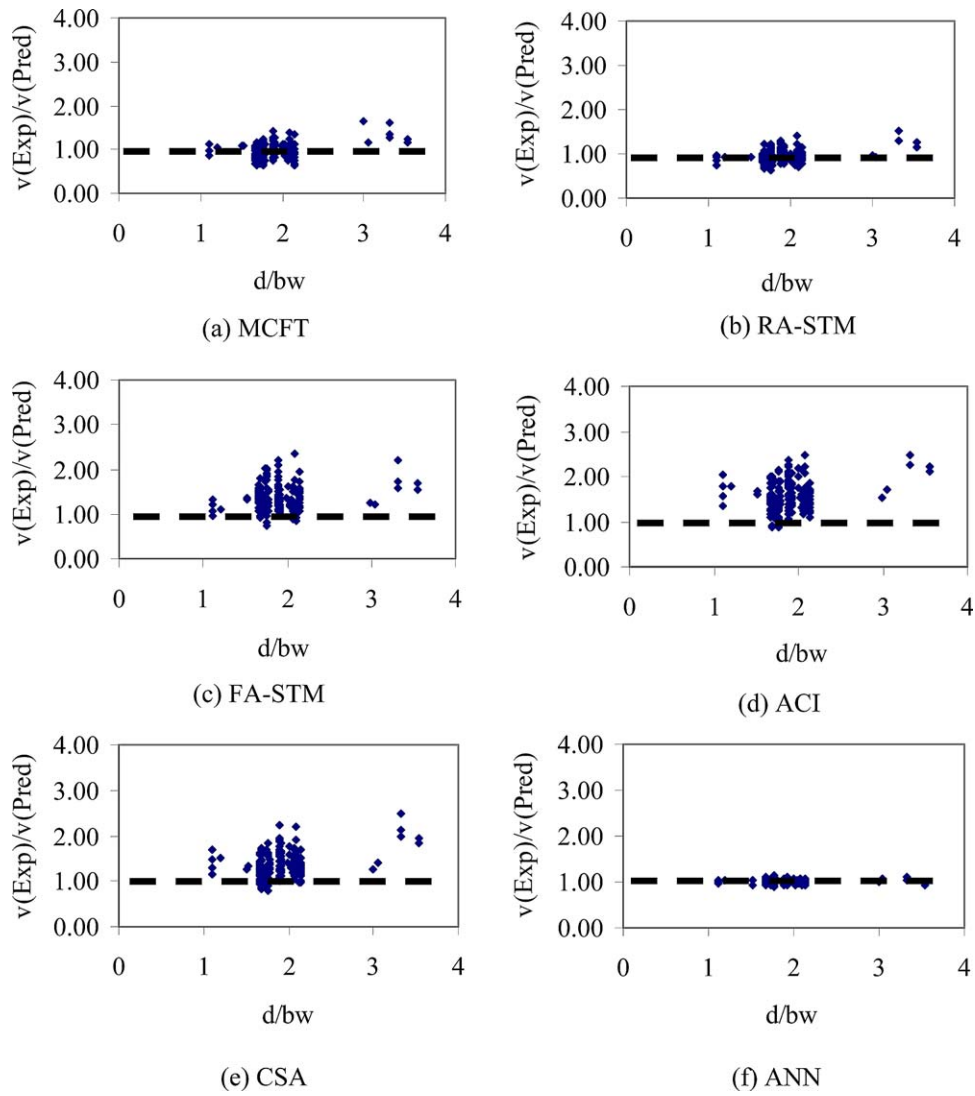 v(Exp)/v(Pred)
4.00
3.00
2.00
1.00
0.00
0 1 2 3 4
d/bw
(a) MCFT
v(Exp)/v(Pred)
4.00
3.00
2.00
1.00
0.00
0 1 2 3 4
d/bw
(b) RA-STM
v(Exp)/v(Pred)
4.00
3.00
2.00
1.00
0.00
0 1 2 3 4
d/bw
(c) FA-STM
v(Exp)/v(Pred)
4.00
3.00
2.00
1.00
0.00
0 1 2 3 4
d/bw
(d) ACI
v(Exp)/v(Pred)
4.00
3.00
2.00
1.00
0.00
0 1 2 3 4
d/bw
(e) CSA
v(Exp)/v(Pred)
4.00
3.00
2.00
1.00
0.00
0 1 2 3 4
d/bw
(f) ANN